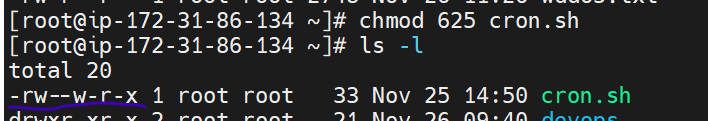 [root@ip-172-31-86-134 ~]# chmod 625 cron.sh
[root@ip-172-31-86-134 ~]# ls -l
total 20
-rw--w-r-x 1 root root   33 Nov 25 14:50 cron.sh
drwxr-xr-x 2 root root   21 Nov 26 09:40 devops